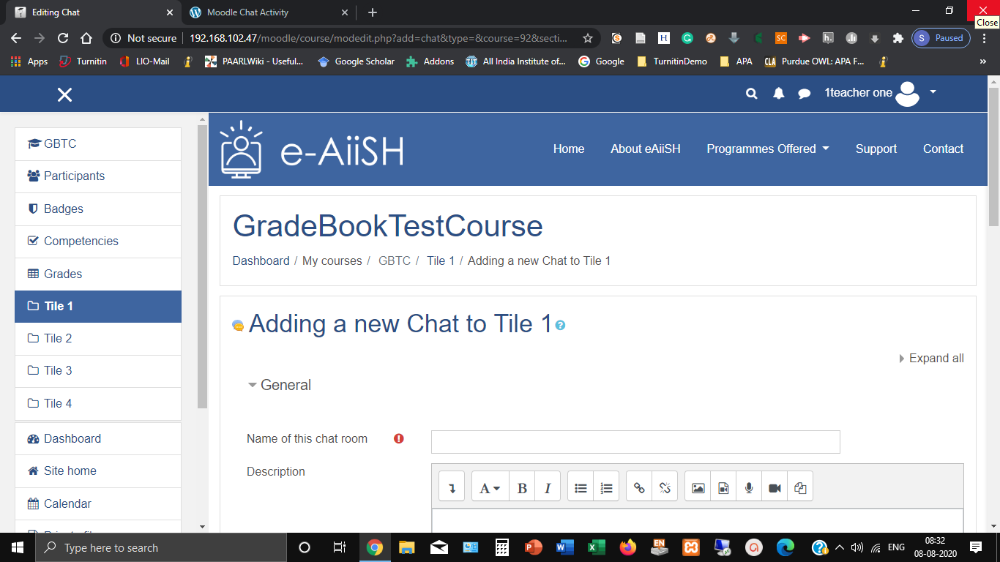 Editing Chat
Moodle Chat Activity
Close
Not secure
192.168.102.47/moodle/course/modedit.php?add=chat&type=&course=92&secti...
S Paused
Apps
Turnitin
LIO-Mail
PAARLWiki - Useful...
Google Scholar
Addons
All India Institute of...
Google
TurnitinDemo
APA
Purdue OWL: APA F...
1teacher one
e-AiiSH
Home
About eAiiSH
Programmes Offered
Support
Contact
GBTC
Participants
Badges
Competencies
Grades
Tile 1
Tile 2
Tile 3
Tile 4
Dashboard
Site home
Calendar
GradeBookTestCourse
Dashboard / My courses / GBTC / Tile 1 / Adding a new Chat to Tile 1
Adding a new Chat to Tile 1
Expand all
General
Name of this chat room
Description
Type here to search
ENG
08:32
08-08-2020